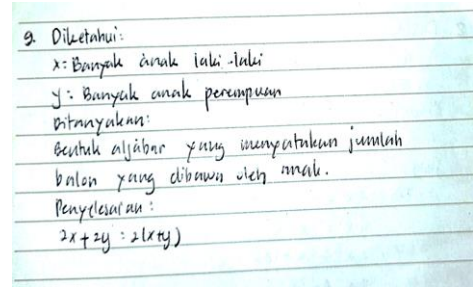 9. Diketahui:
x: Banyak anak laki-laki
y: Banyak anak perempuan
Ditanyakan:
Bentuk aljabar yang menyatakan jumlah
balon yang dibawa oleh anak.
Penyelesaian:
2x + 2y : 2(x+y)